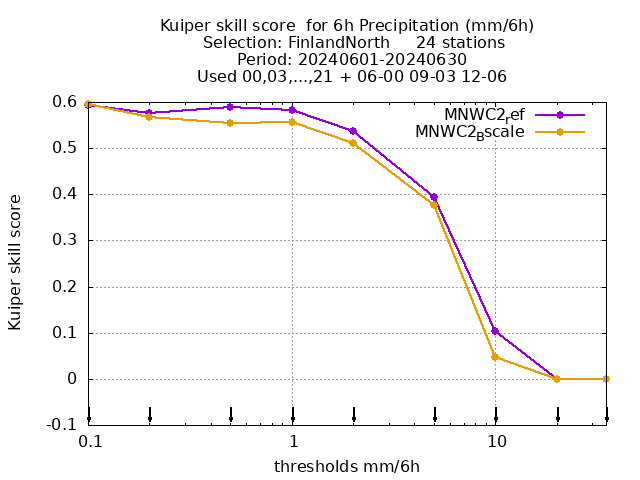 Kuiper skill score  for 6h Precipitation (mm/6h)
Selection: FinlandNorth     24 stations
Period: 20240601-20240630
Used 00,03,...,21 + 06-00 09-03 12-06
MNWC2_ref
MNWC2_Bscale
0.6
0.5
0.4
0.3
0.2
0.1
0
-0.1
0.1
1
10
Kuiper skill score
thresholds mm/6h